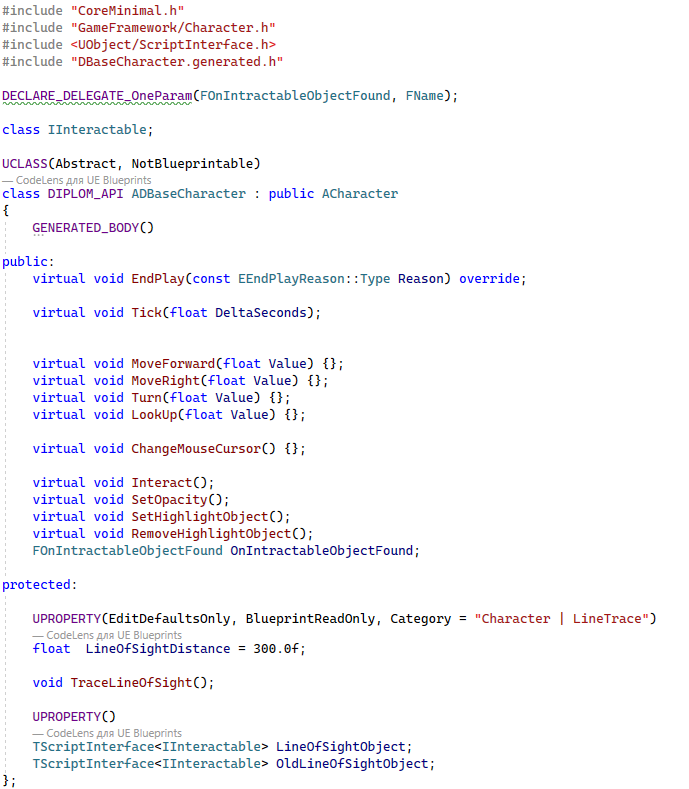 #include "CoreMinimal.h"
#include "GameFramework/Character.h"
#include <UObject/ScriptInterface.h>
#include "DBaseCharacter.generated.h"
DECLARE_DELEGATE_OneParam(FOnIntractableObjectFound, FName);
class IInteractable;
UCLASS(Abstract, NotBlueprintable)
— CodeLens для UE Blueprints
class DIPLOM_API ADBaseCharacter : public ACharacter
{
GENERATED_BODY()
public:
virtual void EndPlay(const EEndPlayReason::Type Reason) override;
virtual void Tick(float DeltaSeconds);
virtual void MoveForward(float Value) {};
virtual void MoveRight(float Value) {};
virtual void Turn(float Value) {};
virtual void LookUp(float Value) {};
virtual void ChangeMouseCursor() {};
virtual void Interact();
virtual void SetOpacity();
virtual void SetHighlightObject();
virtual void RemoveHighlightObject();
FOnIntractableObjectFound OnIntractableObjectFound;
protected:
UPROPERTY(EditDefaultsOnly, BlueprintReadOnly, Category = "Character | LineTrace")
— CodeLens для UE Blueprints
float  LineOfSightDistance = 300.0f;
void TraceLineOfSight();
UPROPERTY()
— CodeLens для UE Blueprints
TScriptInterface<IInteractable> LineOfSightObject;
TScriptInterface<IInteractable> OldLineOfSightObject;
};